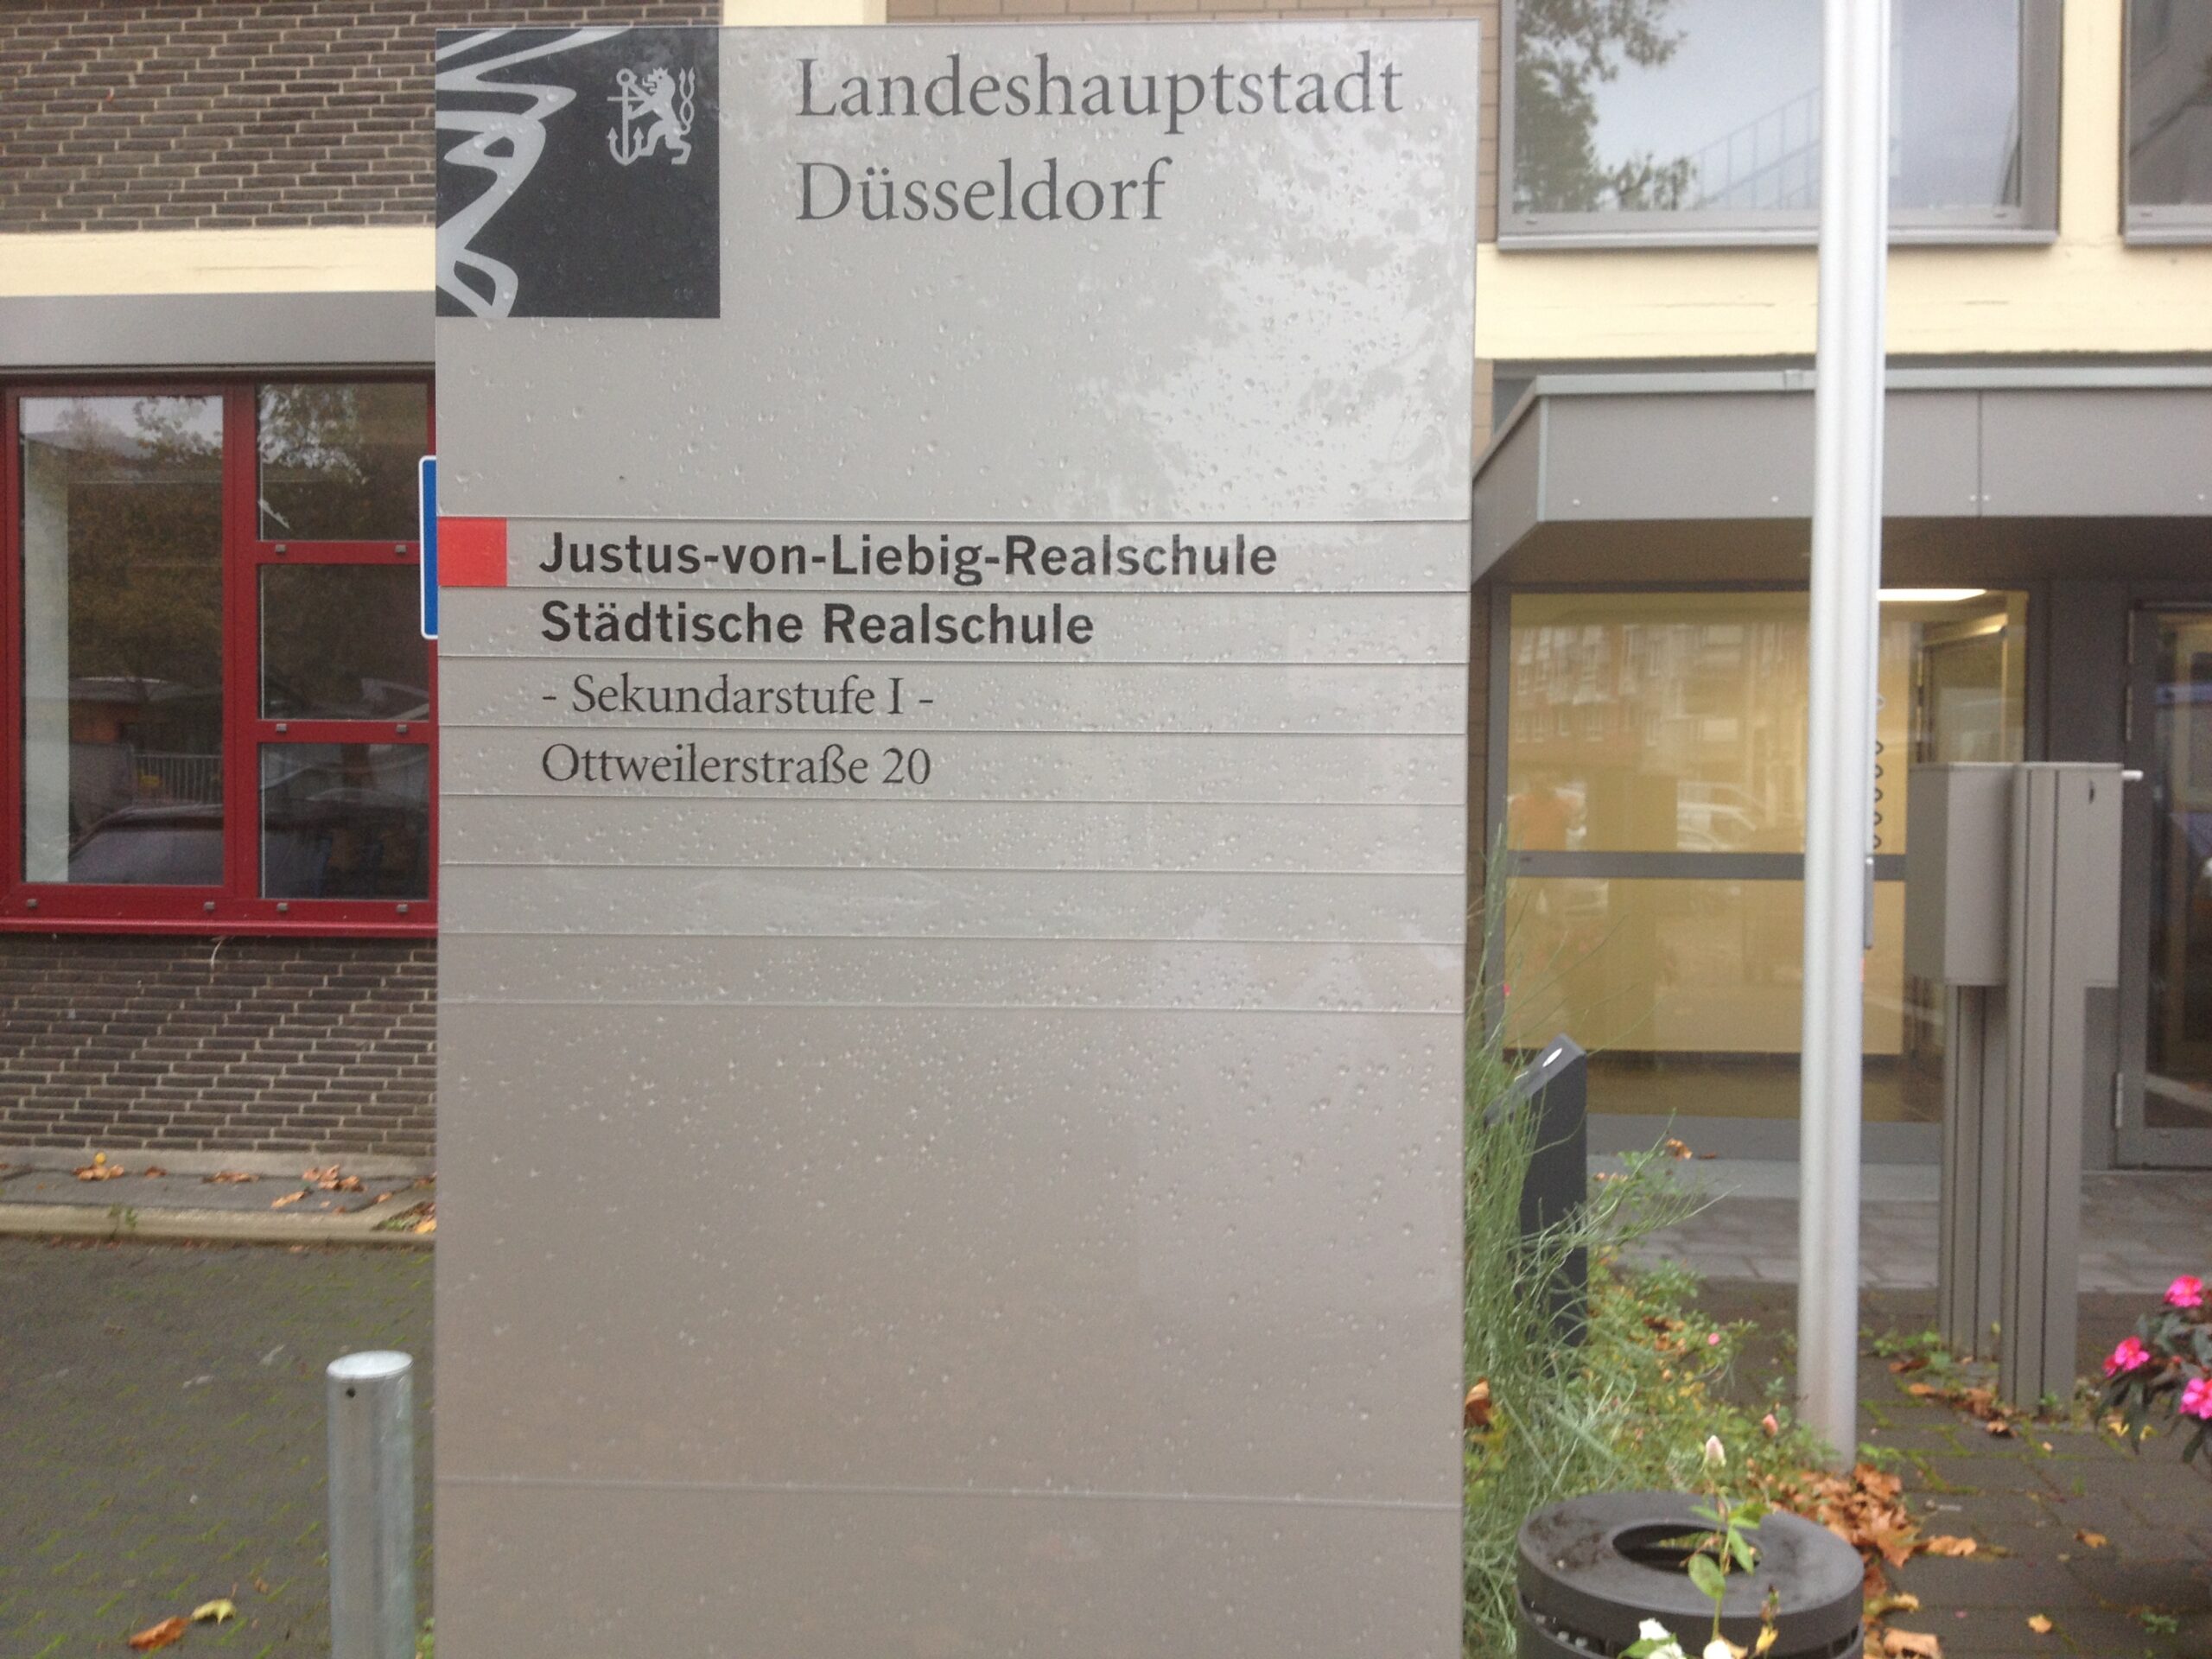 Landeshauptstadt
Düsseldorf
Justus-von-Liebig-Realschule
Städtische Realschule
- Sekundarstufe I -
Ottweilerstraße 20